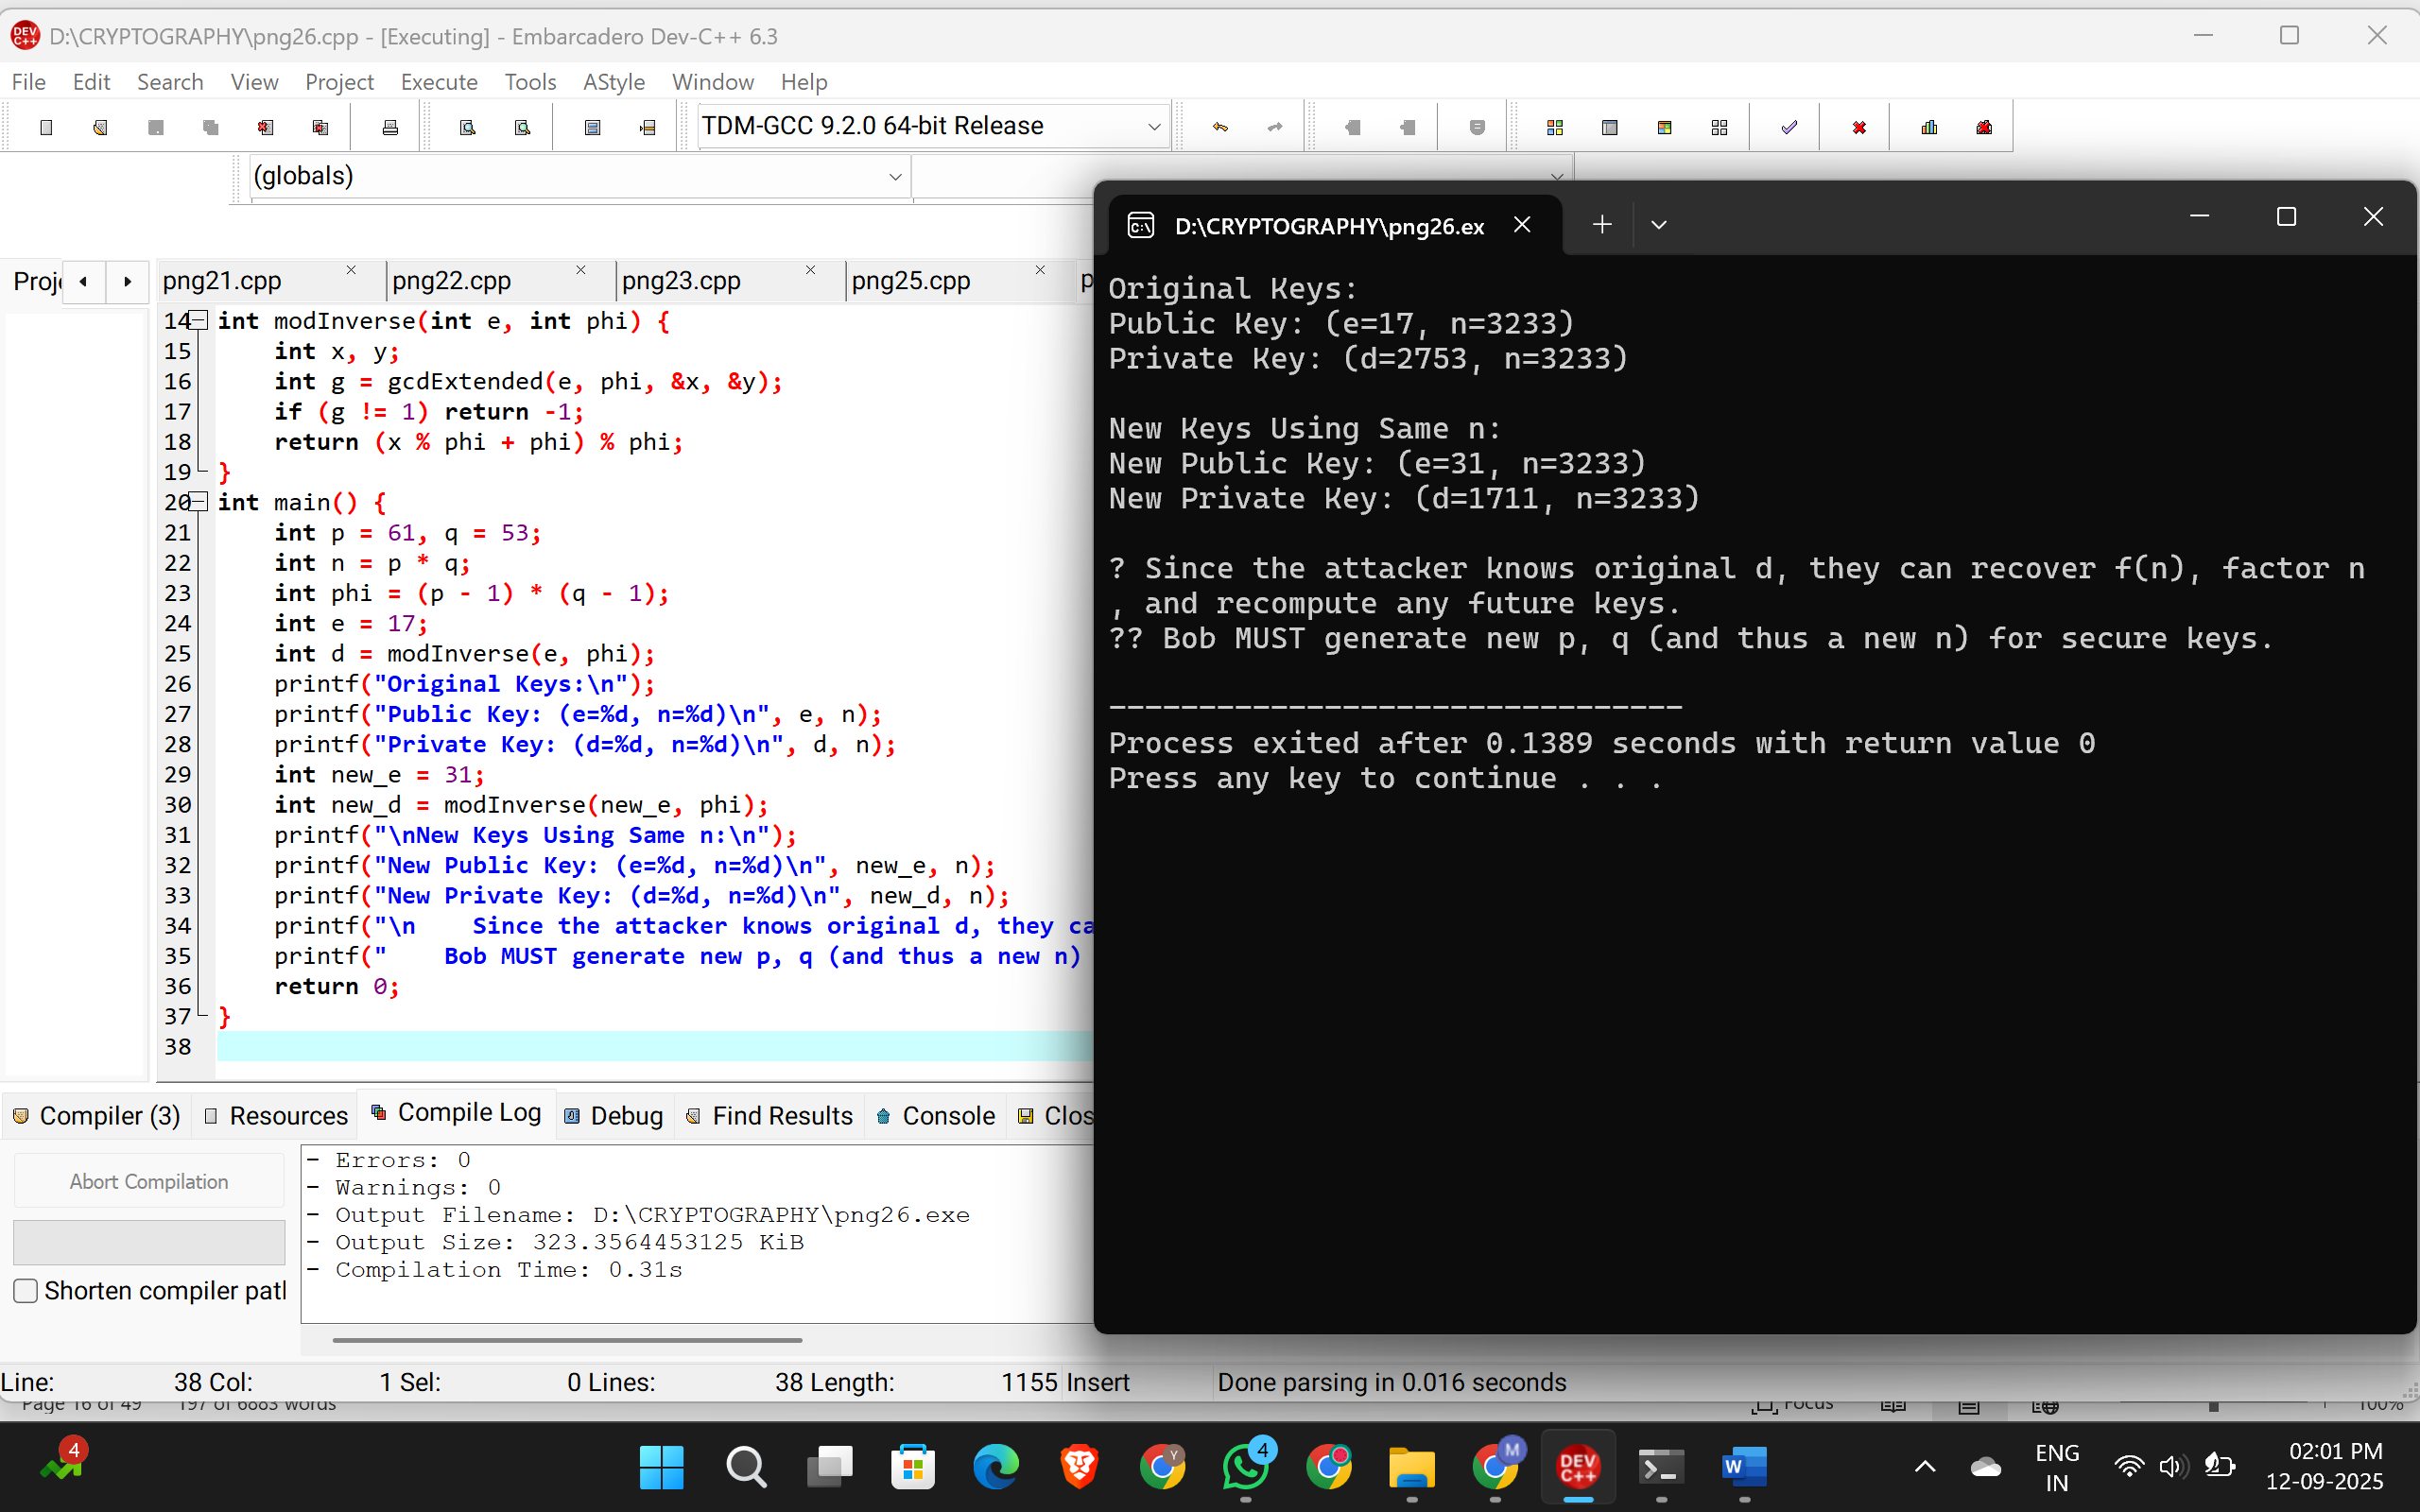 D:\CRYPTOGRAPHY\png26.cpp - [Executing] - Embarcadero Dev-C++ 6.3
File Edit Search View Project Execute Tools AStyle Window Help
TDM-GCC 9.2.0 64-bit Release
(globals)
Proj
png21.cpp png22.cpp png23.cpp png25.cpp
14 int modInverse(int e, int phi) {
15 int x, y;
16 int g = gcdExtended(e, phi, &x, &y);
17 if (g != 1) return -1;
18 return (x % phi + phi) % phi;
19 }
20 int main() {
21 int p = 61, q = 53;
22 int n = p * q;
23 int phi = (p - 1) * (q - 1);
24 int e = 17;
25 int d = modInverse(e, phi);
26 printf("Original Keys:\n");
27 printf("Public Key: (e=%d, n=%d)\n", e, n);
28 printf("Private Key: (d=%d, n=%d)\n", d, n);
29 int new_e = 31;
30 int new_d = modInverse(new_e, phi);
31 printf("\nNew Keys Using Same n:\n");
32 printf("New Public Key: (e=%d, n=%d)\n", new_e, n);
33 printf("New Private Key: (d=%d, n=%d)\n", new_d, n);
34 printf("\n    Since the attacker knows original d, they ca
35 printf("    Bob MUST generate new p, q (and thus a new n)
36 return 0;
37 }
38
D:\CRYPTOGRAPHY\png26.ex
Original Keys:
Public Key: (e=17, n=3233)
Private Key: (d=2753, n=3233)
New Keys Using Same n:
New Public Key: (e=31, n=3233)
New Private Key: (d=1711, n=3233)
? Since the attacker knows original d, they can recover f(n), factor n
, and recompute any future keys.
?? Bob MUST generate new p, q (and thus a new n) for secure keys.
--------------------------------
Process exited after 0.1389 seconds with return value 0
Press any key to continue . . .
Compiler (3) Resources Compile Log Debug Find Results Console Clos
Abort Compilation
Shorten compiler patl
- Errors: 0
- Warnings: 0
- Output Filename: D:\CRYPTOGRAPHY\png26.exe
- Output Size: 323.3564453125 KiB
- Compilation Time: 0.31s
Line: 38 Col: 1 Sel: 0 Lines: 38 Length: 1155 Insert Done parsing in 0.016 seconds
Page 16 of 49 197 of 6883 words Focus 100%
4
Y
4
M
DEV C++
W
ENG
IN
02:01 PM
12-09-2025